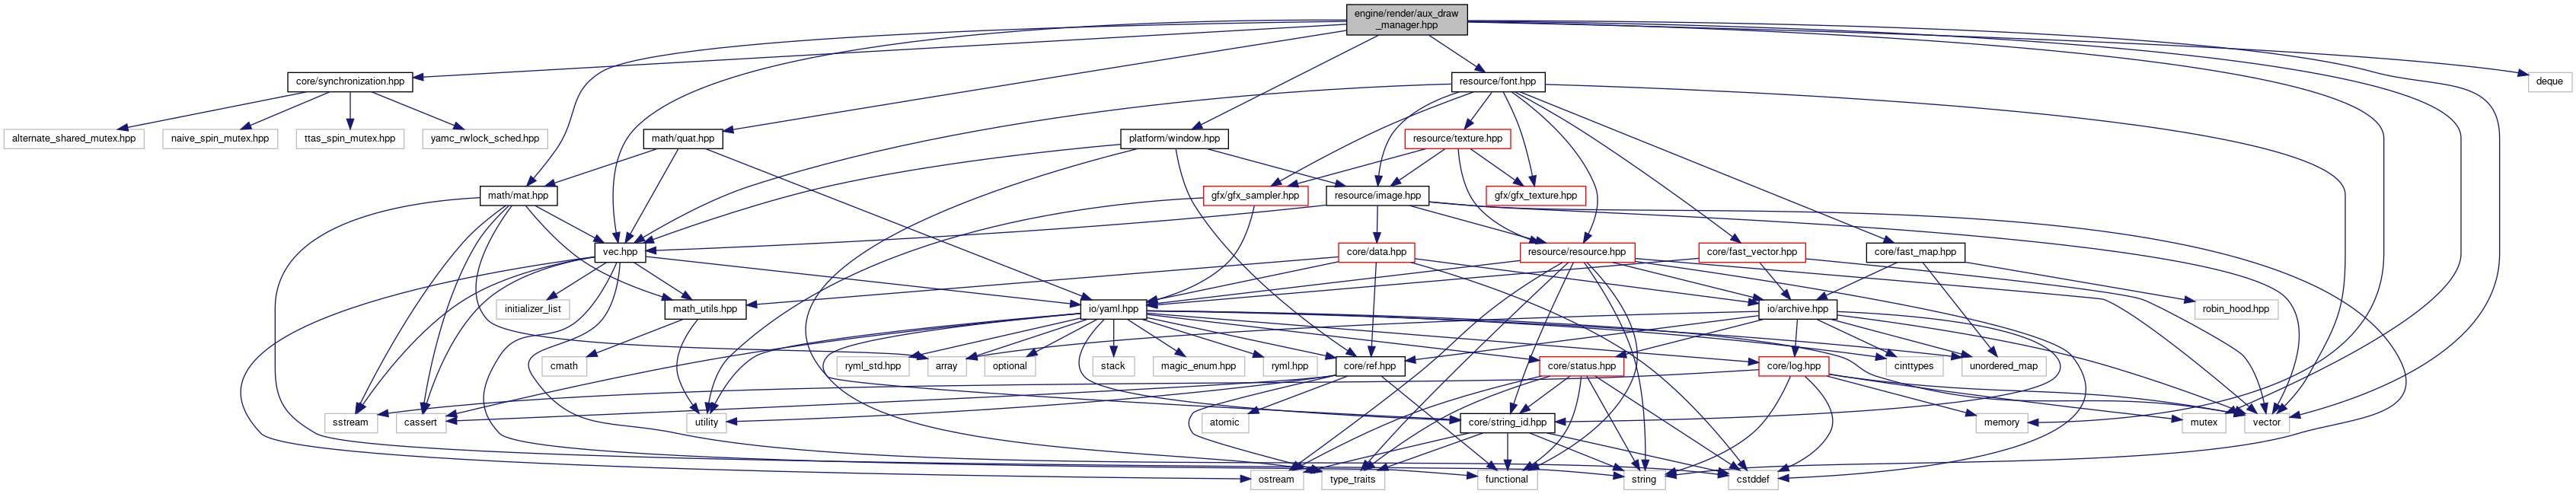 engine/render/aux_draw
_manager.hpp
core/synchronization.hpp
resource/font.hpp
deque
alternate_shared_mutex.hpp
naive_spin_mutex.hpp
ttas_spin_mutex.hpp
yamc_rwlock_sched.hpp
math/quat.hpp
platform/window.hpp
resource/texture.hpp
math/mat.hpp
gfx/gfx_sampler.hpp
resource/image.hpp
gfx/gfx_texture.hpp
vec.hpp
core/data.hpp
resource/resource.hpp
core/fast_vector.hpp
core/fast_map.hpp
initializer_list
math_utils.hpp
io/yaml.hpp
io/archive.hpp
robin_hood.hpp
cmath
ryml_std.hpp
array
optional
stack
magic_enum.hpp
ryml.hpp
core/ref.hpp
core/status.hpp
core/log.hpp
cinttypes
unordered_map
sstream
cassert
utility
atomic
core/string_id.hpp
memory
mutex
vector
ostream
type_traits
functional
string
cstddef